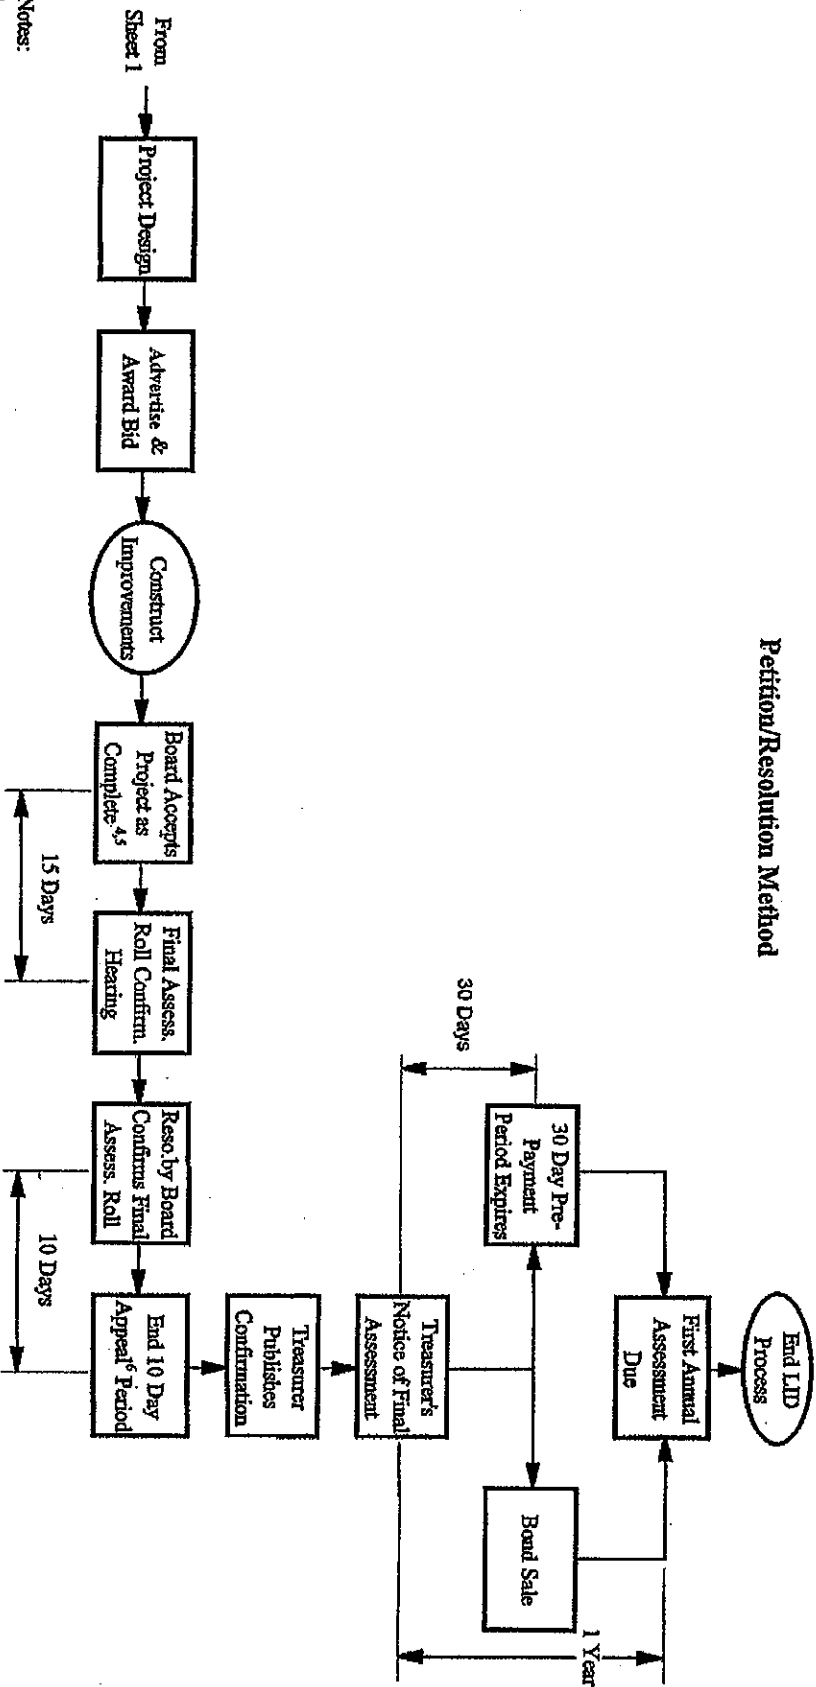 Petition/Resolution Method
From
Sheet 1
Project Design
Advertise &
Award Bid
Construct
Improvements
Board Accepts
Project as
Complete 4,5
Final Assess.
Roll Confirm.
Hearing
Reso.by Board
Confirms Final
Assess. Roll
End 10 Day
Appeal6 Period
15 Days
10 Days
Treasurer
Publishes
Confirmation
Treasurer's
Notice of Final
Assessment
30 Days
30 Day Pre-
Payment
Period Expires
Bond Sale
1 Year
First Annual
Assessment
Due
End LID
Process
Notes: